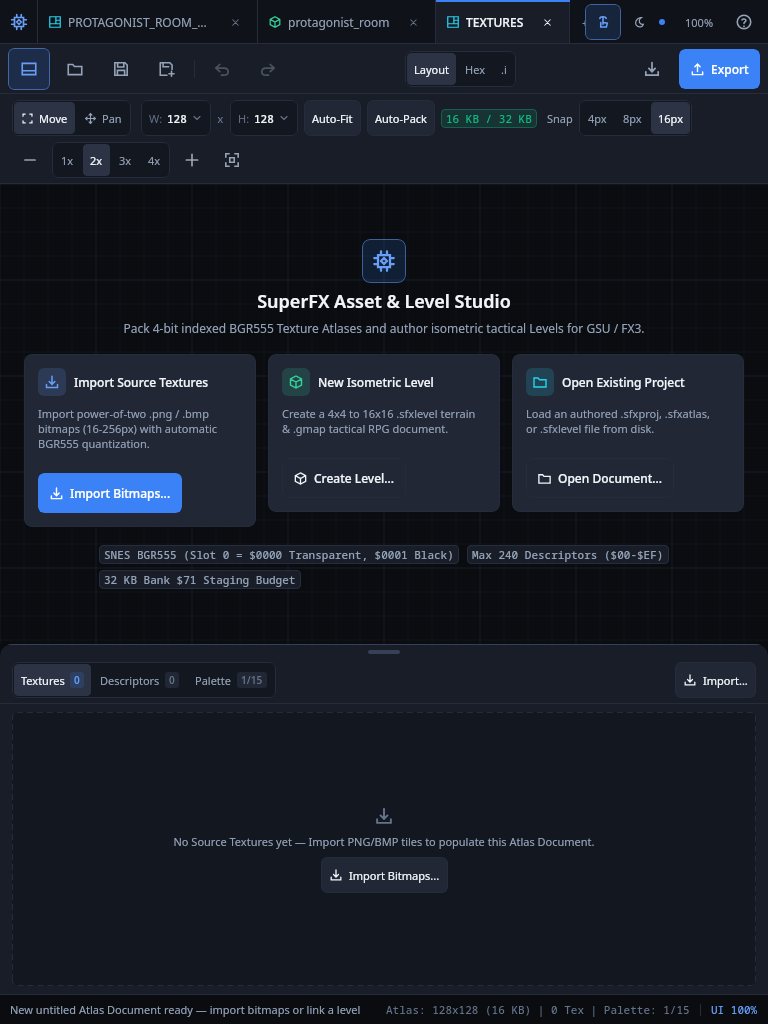 PROTAGONIST_ROOM_...
protagonist_room
TEXTURES
100%
Layout Hex .i
Export
Move Pan W: 128 x H: 128 Auto-Fit Auto-Pack 16 KB / 32 KB Snap 4px 8px 16px
1x 2x 3x 4x
SuperFX Asset & Level Studio
Pack 4-bit indexed BGR555 Texture Atlases and author isometric tactical Levels for GSU / FX3.
Import Source Textures
Import power-of-two .png / .bmp
bitmaps (16-256px) with automatic
BGR555 quantization.
Import Bitmaps...
New Isometric Level
Create a 4x4 to 16x16 .sfxlevel terrain
& .gmap tactical RPG document.
Create Level...
Open Existing Project
Load an authored .sfxproj, .sfxatlas,
or .sfxlevel file from disk.
Open Document...
SNES BGR555 (Slot 0 = $0000 Transparent, $0001 Black) Max 240 Descriptors ($00-$EF)
32 KB Bank $71 Staging Budget
Textures 0 Descriptors 0 Palette 1/15
Import...
No Source Textures yet — Import PNG/BMP tiles to populate this Atlas Document.
Import Bitmaps...
New untitled Atlas Document ready — import bitmaps or link a level
Atlas: 128x128 (16 KB) | 0 Tex | Palette: 1/15
UI 100%